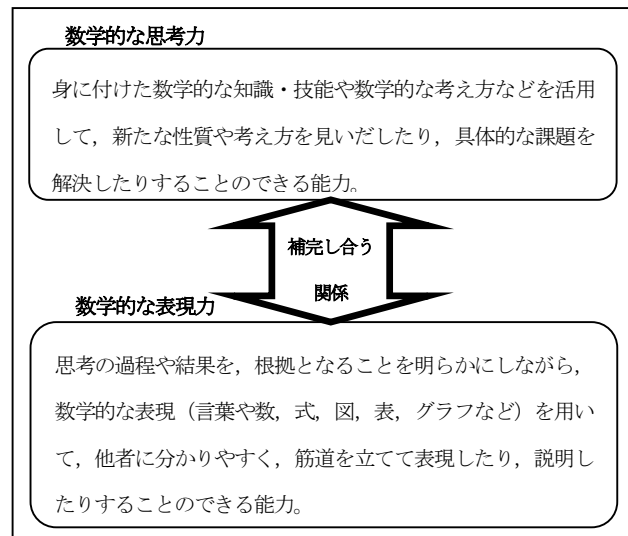 数学的な思考力
身に付けた数学的な知識・技能や数学的な考え方などを活用
して，新たな性質や考え方を見いだしたり，具体的な課題を
解決したりすることのできる能力。
補完し合う
関係
数学的な表現力
思考の過程や結果を，根拠となることを明らかにしながら，
数学的な表現（言葉や数，式，図，表，グラフなど）を用い
て，他者に分かりやすく，筋道を立てて表現したり，説明し
たりすることのできる能力。